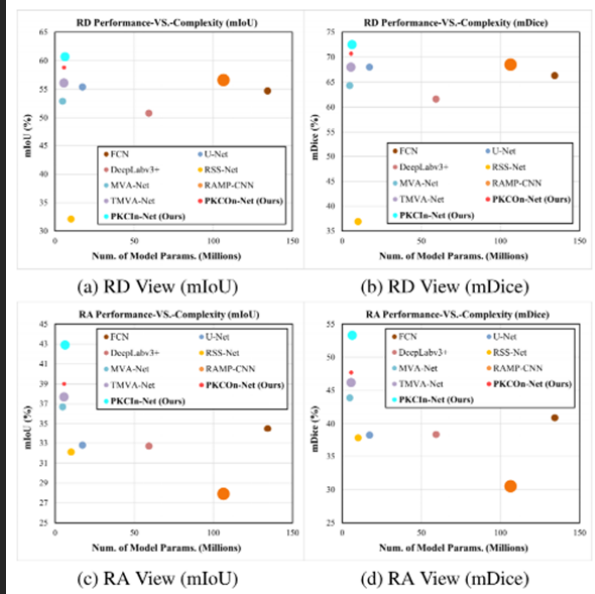 RD Performance-VS.-Complexity (mIoU)
65
60
55
50
45
40
35
30
mIoU (%)
0
50
100
150
Num. of Model Params. (Millions)
FCN
U-Net
DeepLabv3+
RSS-Net
MVA-Net
RAMP-CNN
TMVA-Net
PKCOn-Net (Ours)
PKCIn-Net (Ours)
(a) RD View (mIoU)
RD Performance-VS.-Complexity (mDice)
75
70
65
60
55
50
45
40
35
mDice (%)
0
50
100
150
Num. of Model Params. (Millions)
FCN
U-Net
DeepLabv3+
RSS-Net
MVA-Net
RAMP-CNN
TMVA-Net
PKCOn-Net (Ours)
PKCIn-Net (Ours)
(b) RD View (mDice)
RA Performance-VS.-Complexity (mIoU)
45
43
41
39
37
35
33
31
29
27
25
mIoU (%)
0
50
100
150
Num. of Model Params. (Millions)
FCN
U-Net
DeepLabv3+
RSS-Net
MVA-Net
RAMP-CNN
TMVA-Net
PKCOn-Net (Ours)
PKCIn-Net (Ours)
(c) RA View (mIoU)
RA Performance-VS.-Complexity (mDice)
55
50
45
40
35
30
25
mDice (%)
0
50
100
150
Num. of Model Params. (Millions)
FCN
U-Net
DeepLabv3+
RSS-Net
MVA-Net
RAMP-CNN
TMVA-Net
PKCOn-Net (Ours)
PKCIn-Net (Ours)
(d) RA View (mDice)